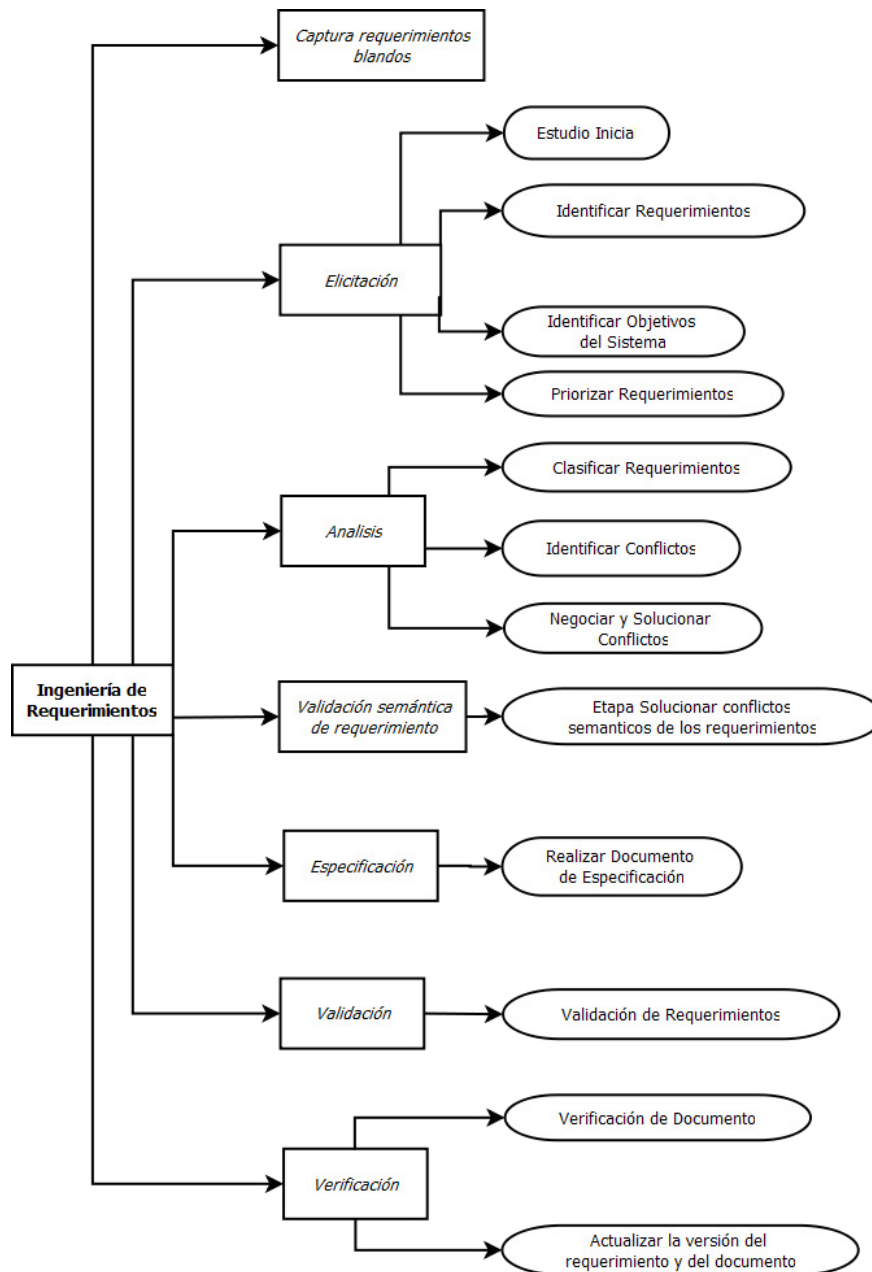 Captura requerimientos
blandos
Estudio Inicia
Identificar Requerimientos
Elicitación
Identificar Objetivos
del Sistema
Priorizar Requerimientos
Clasificar Requerimientos
Analisis
Identificar Conflictos
Negociar y Solucionar
Conflictos
Ingeniería de
Requerimientos
Validación semántica
de requerimiento
Etapa Solucionar conflictos
semanticos de los requerimientos
Especificación
Realizar Documento
de Especificación
Validación
Validación de Requerimientos
Verificación de Documento
Verificación
Actualizar la versión del
requerimiento y del documento